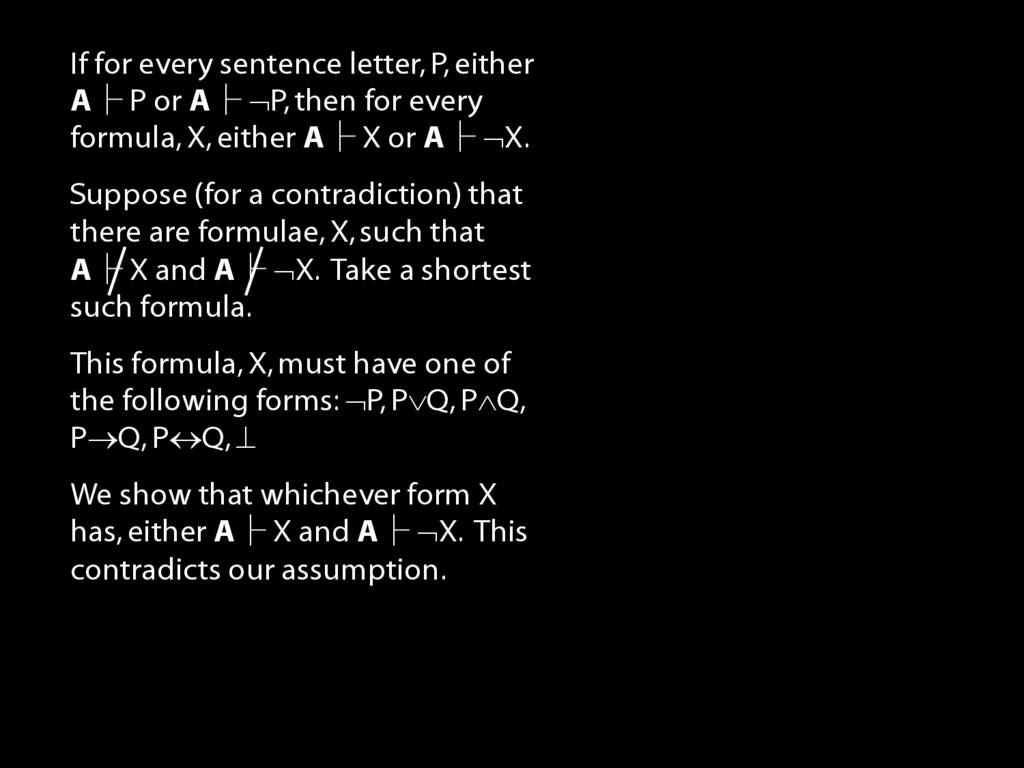 If for every sentence letter, P, either
A ⊢ P or A ⊢ ¬P, then for every
formula, X, either A ⊢ X or A ⊢ ¬X.
Suppose (for a contradiction) that
there are formulae, X, such that
A ⊬ X and A ⊬ ¬X. Take a shortest
such formula.
This formula, X, must have one of
the following forms: ¬P, P∨Q, P∧Q,
P→Q, P↔Q, ⊥
We show that whichever form X
has, either A ⊢ X and A ⊢ ¬X. This
contradicts our assumption.